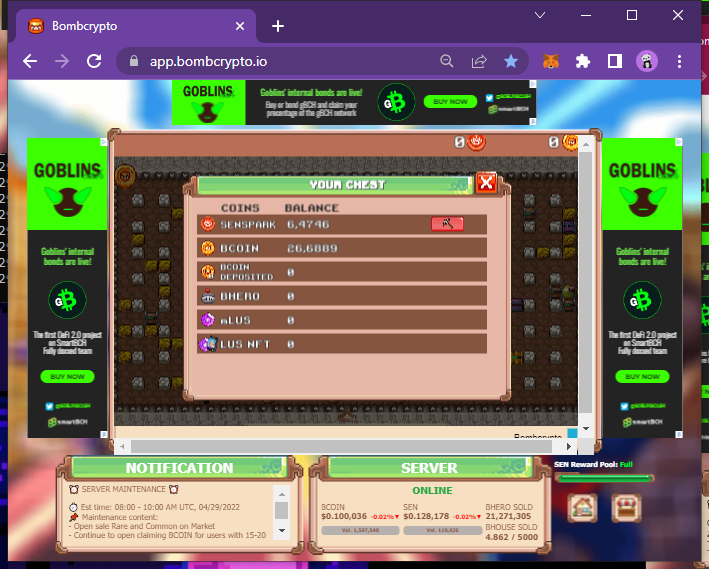 Bombcrypto
app.bombcrypto.io
GOBLINS
Goblins' internal bonds are live!
Buy or bond gBCH and claim your
precentage of the gBCH network
BUY NOW
smartBCH
0
0
GOBLINS
Goblins' internal
bonds are live!
The first DeFi 2.0 project
on SmartBCH
Fully doxxed team
BUY NOW
smartBCH
YOUR CHEST
COINS BALANCE
SENSPARK 6,4746
BCOIN 26,6889
BCOIN
DEPOSITED 0
BHERO 0
mLUS 0
LUS NFT 0
GOBLINS
Goblins' internal
bonds are live!
The first DeFi 2.0 project
on SmartBCH
Fully doxxed team
BUY NOW
smartBCH
Bombcrypto
NOTIFICATION
SERVER MAINTENANCE
Est time: 08:00 - 10:00 AM UTC, 04/29/2022
Maintenance content:
- Open sale Rare and Common on Market
- Continue to open claiming BCOIN for users with 15-20
SERVER
ONLINE
BCOIN
$0.100,036 -0.02%▼
SEN
$0.128,178 -0.02%▼
BHERO SOLD
21,271,305
BHOUSE SOLD
4.862 / 5000
SEN Reward Pool: Full